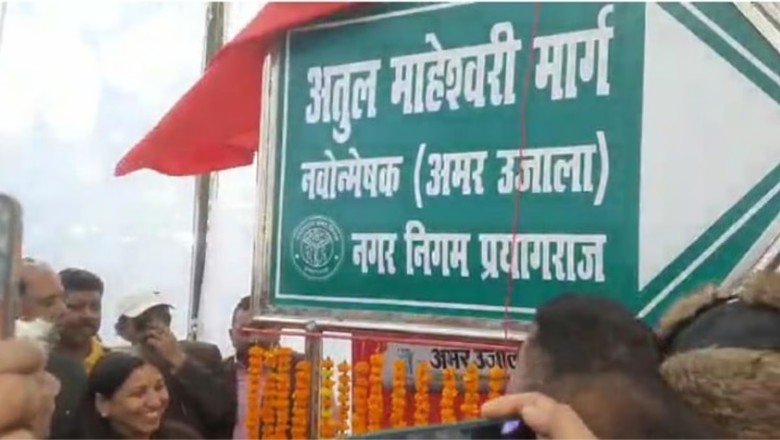 अतुल माहेश्वरी मार्ग
नवोन्मेषक (अमर उजाला)
नगर निगम प्रयागराज
अमर उजाला